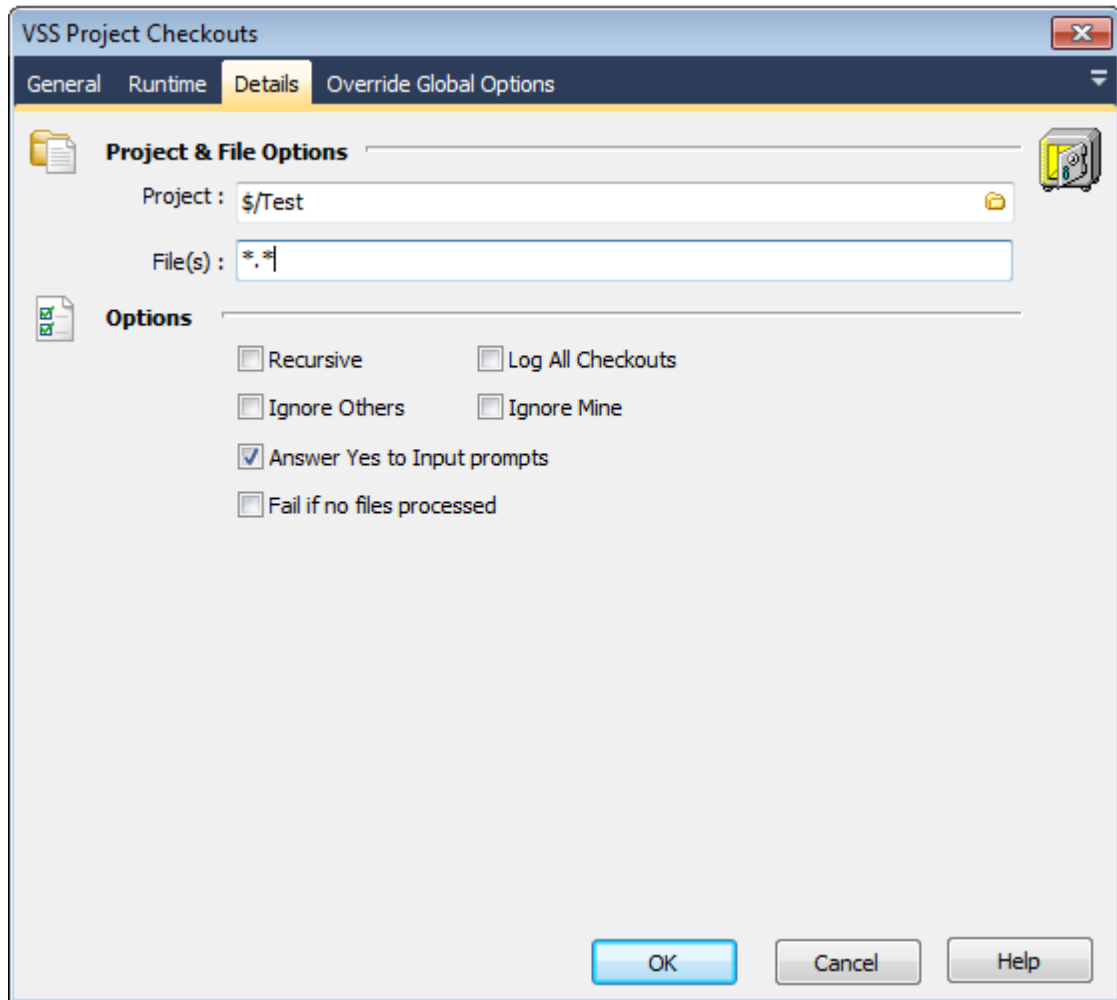 VSS Project Checkouts
General Runtime Details Override Global Options
Project & File Options
Project : $/Test
File(s) : *.*
Options
Recursive Log All Checkouts
Ignore Others Ignore Mine
Answer Yes to Input prompts
Fail if no files processed
OK Cancel Help